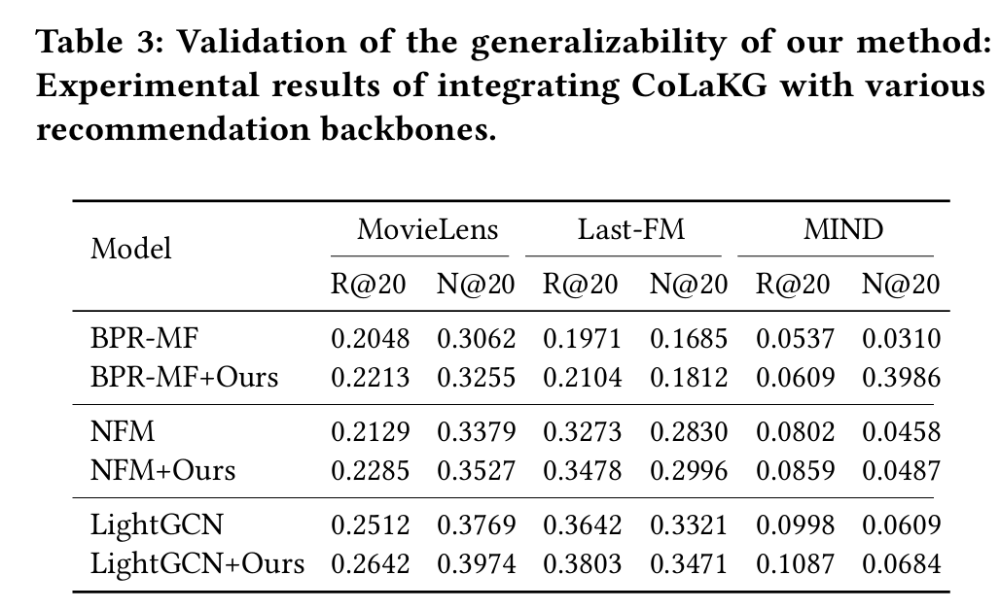 Table 3: Validation of the generalizability of our method:
Experimental results of integrating CoLaKG with various
recommendation backbones.
Model MovieLens Last-FM MIND
R@20 N@20 R@20 N@20 R@20 N@20
BPR-MF 0.2048 0.3062 0.1971 0.1685 0.0537 0.0310
BPR-MF+Ours 0.2213 0.3255 0.2104 0.1812 0.0609 0.3986
NFM 0.2129 0.3379 0.3273 0.2830 0.0802 0.0458
NFM+Ours 0.2285 0.3527 0.3478 0.2996 0.0859 0.0487
LightGCN 0.2512 0.3769 0.3642 0.3321 0.0998 0.0609
LightGCN+Ours 0.2642 0.3974 0.3803 0.3471 0.1087 0.0684